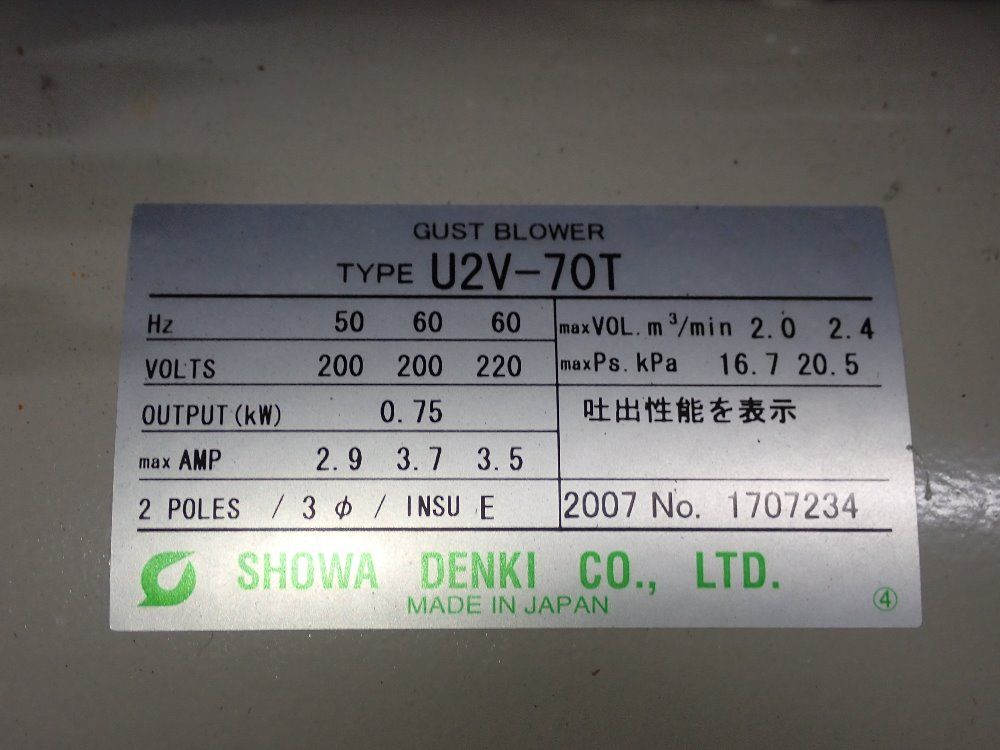 GUST BLOWER
TYPE U2V-70T
Hz 50 60 60
VOLTS 200 200 220
OUTPUT(kW) 0.75
max AMP 2.9 3.7 3.5
2 POLES / 3 φ / INSU E
maxVOL. m³/min 2.0 2.4
maxPs. kPa 16.7 20.5
吐出性能を表示
2007 No. 1707234
SHOWA DENKI CO., LTD.
MADE IN JAPAN
④